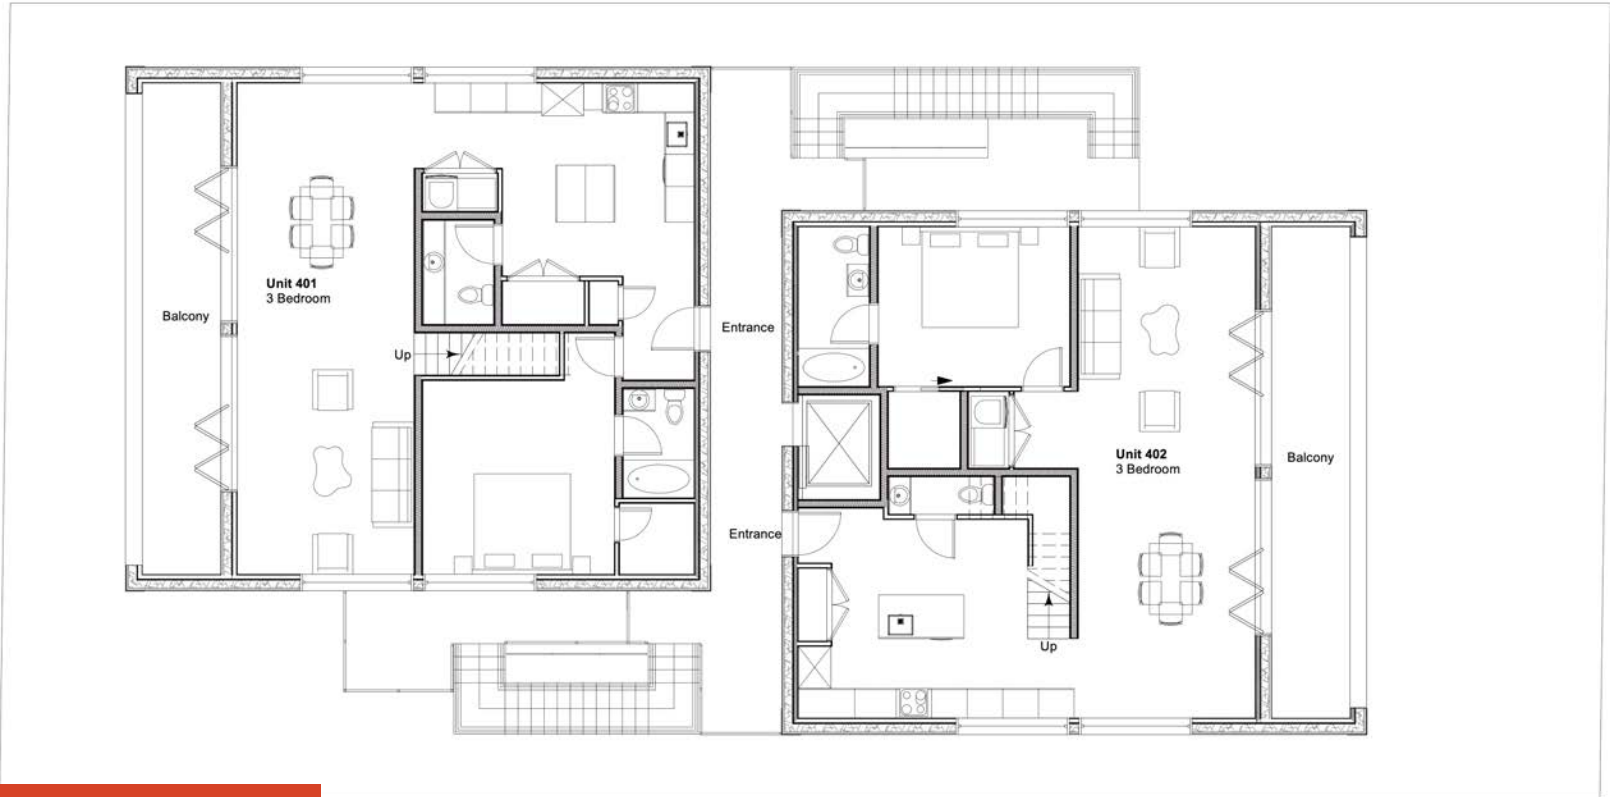 Unit 401
3 Bedroom
Balcony
Up
Entrance
Entrance
Unit 402
3 Bedroom
Balcony
Up